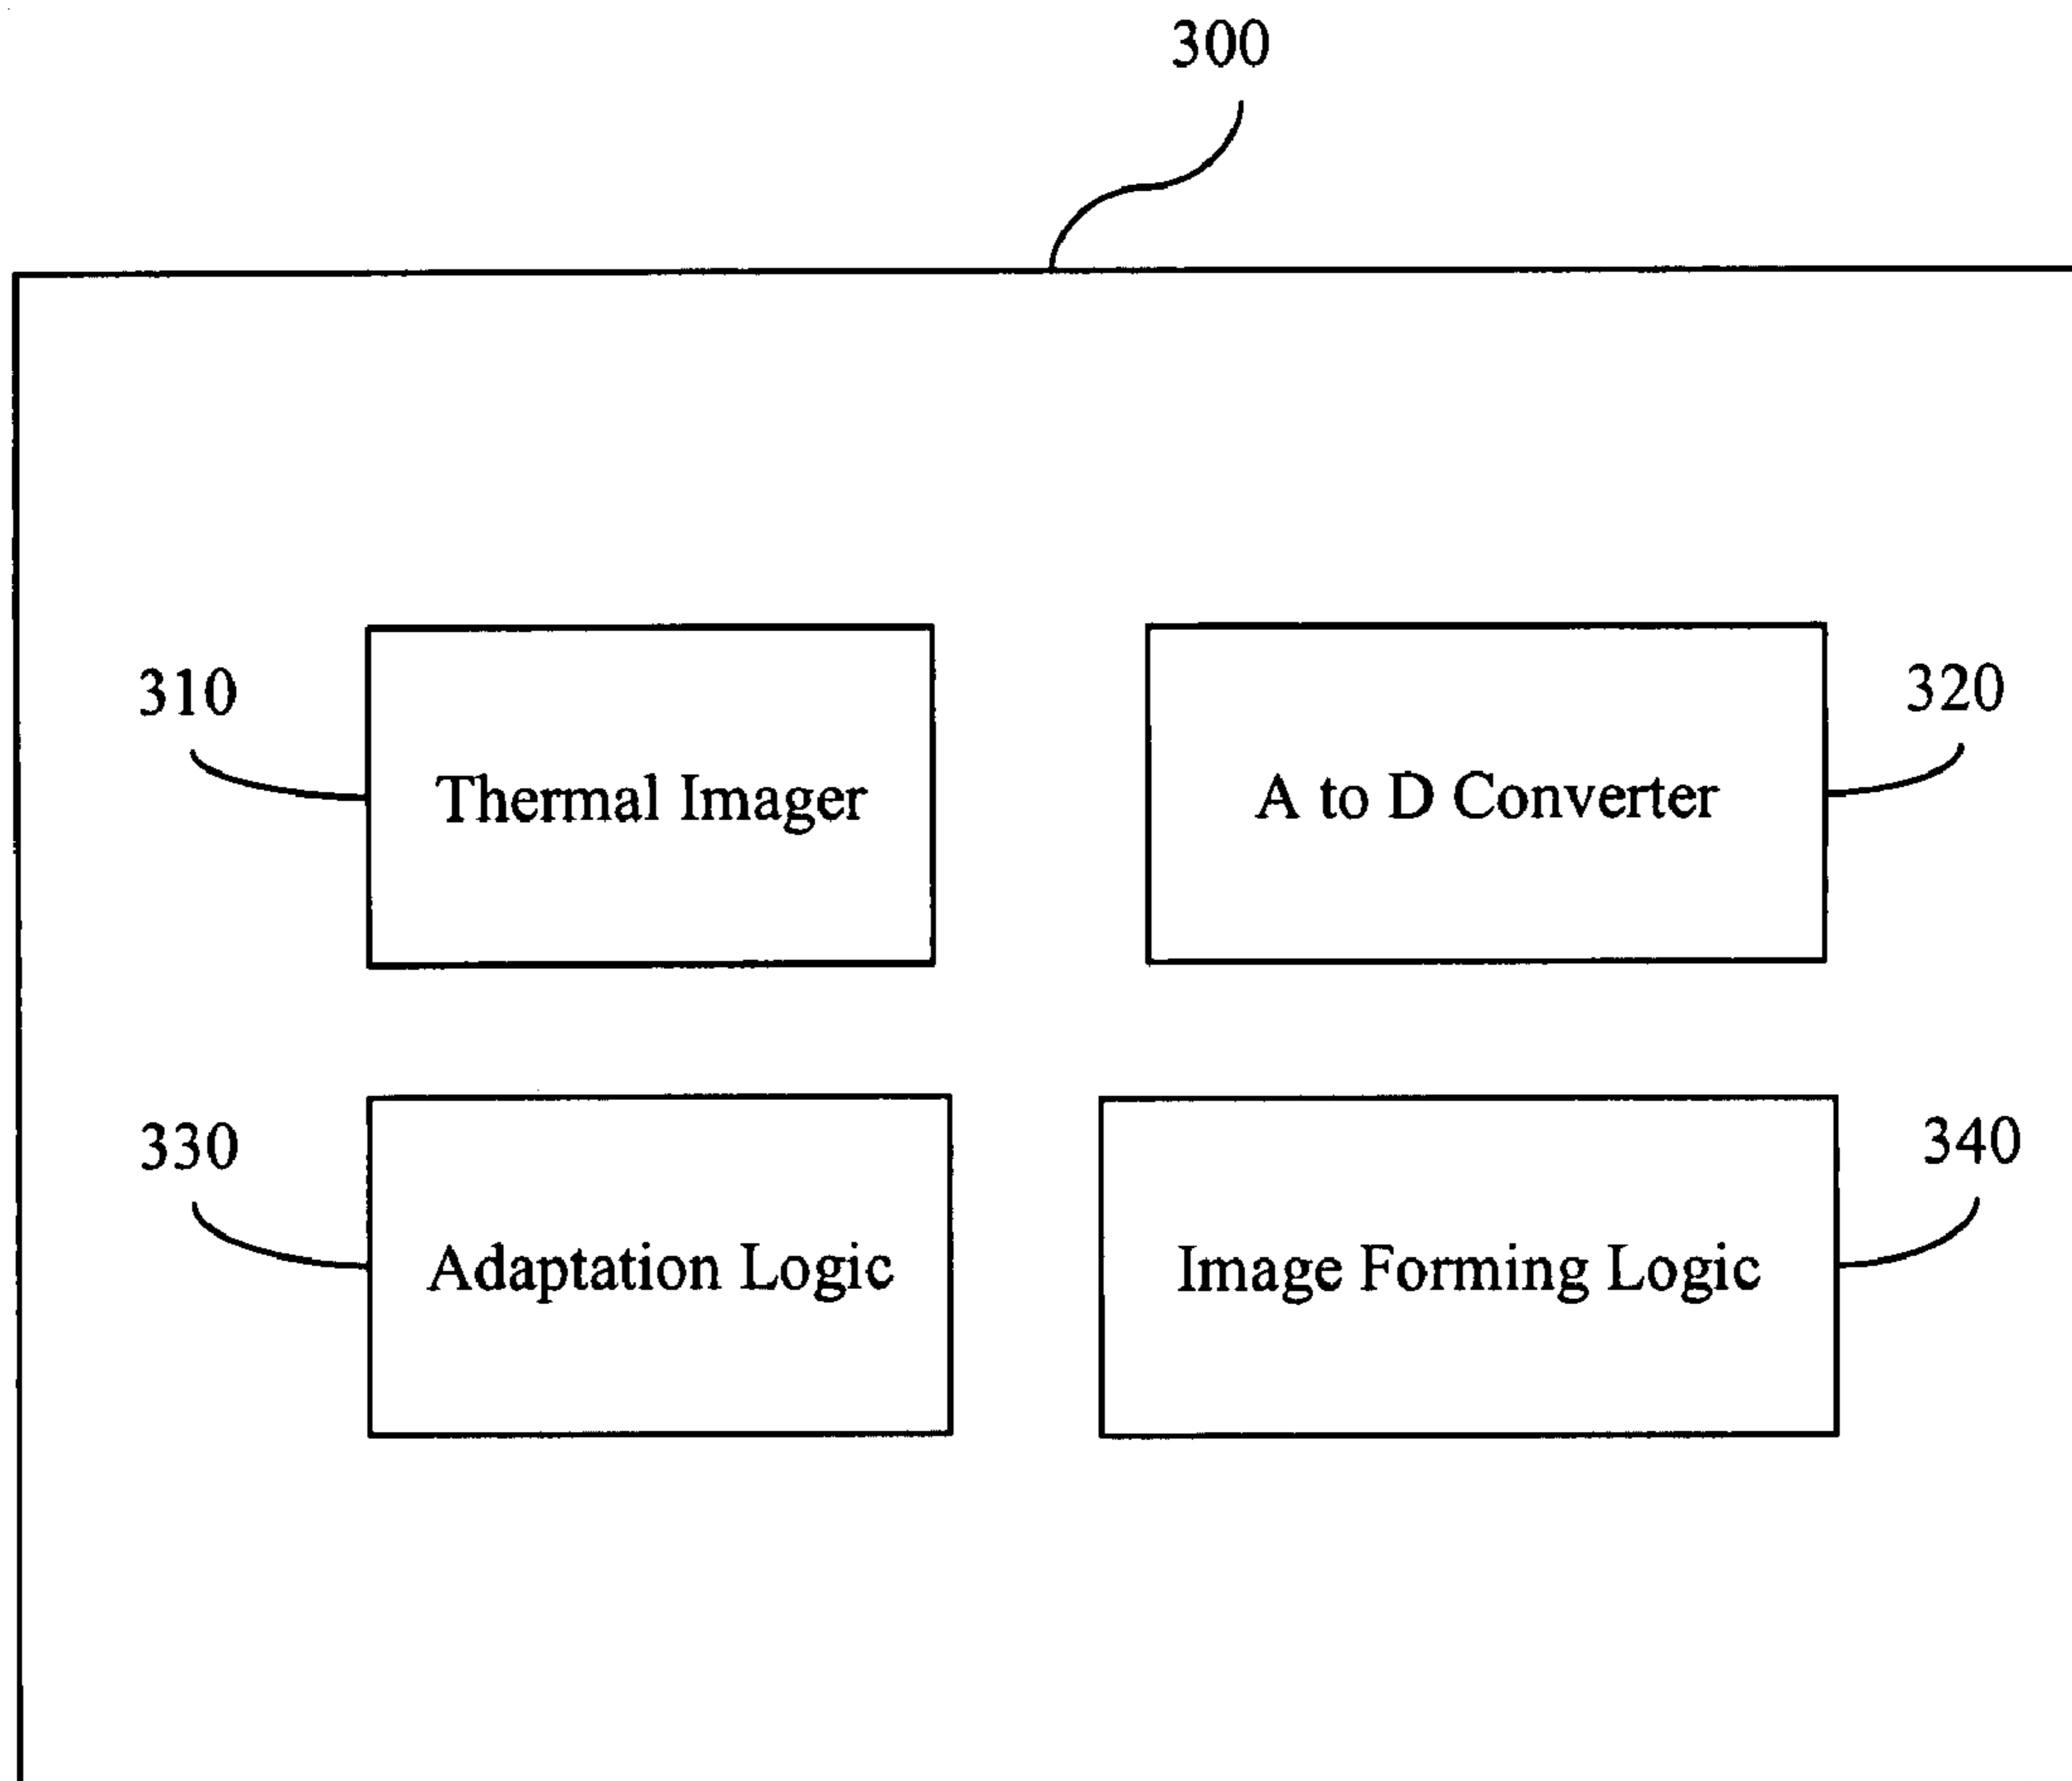 300
310
Thermal Imager
A to D Converter
320
330
Adaptation Logic
Image Forming Logic
340